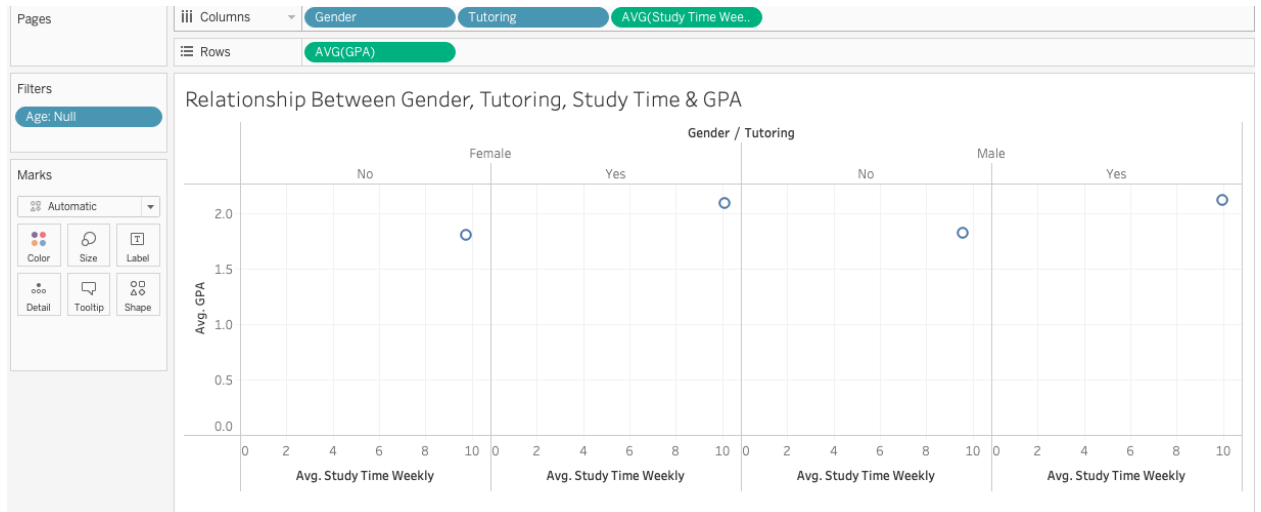 Pages
Columns
Gender
Tutoring
AVG(Study Time Wee..
Rows
AVG(GPA)
Filters
Age: Null
Marks
Automatic
Color
Size
T
Label
Detail
Tooltip
Shape
Relationship Between Gender, Tutoring, Study Time & GPA
Gender / Tutoring
Female
Male
No
Yes
No
Yes
Avg. GPA
2.0
1.5
1.0
0.5
0.0
0 2 4 6 8 10
0 2 4 6 8 10
0 2 4 6 8 10
0 2 4 6 8 10
Avg. Study Time Weekly
Avg. Study Time Weekly
Avg. Study Time Weekly
Avg. Study Time Weekly